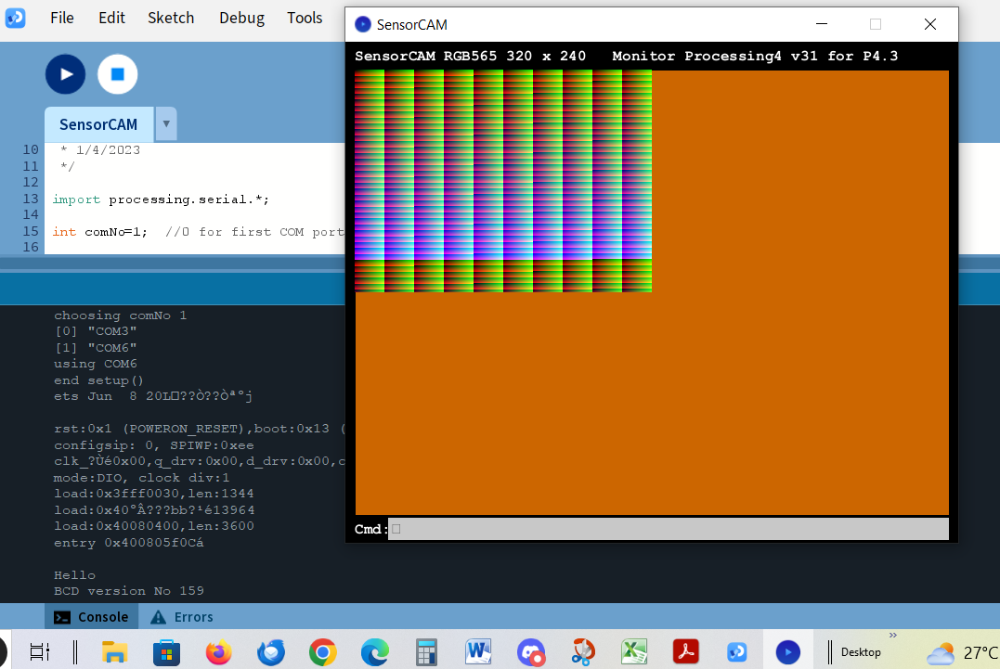 File Edit Sketch Debug Tools
SensorCAM
SensorCAM RGB565 320 x 240 Monitor Processing4 v31 for P4.3
SensorCAM
10 * 1/4/2023
11 */
12
13 import processing.serial.*;
14
15 int comNo=1; //0 for first COM port
16
choosing comNo 1
[0] "COM3"
[1] "COM6"
using COM6
end setup()
ets Jun 8 20L□??Ò??Òªºj
rst:0x1 (POWERON_RESET),boot:0x13 (
configsip: 0, SPIWP:0xee
clk_?Ùé0x00,q_drv:0x00,d_drv:0x00,c
mode:DIO, clock div:1
load:0x3fff0030,len:1344
load:0x40°Â???bb?¹é13964
load:0x40080400,len:3600
entry 0x400805f0Cá
Hello
BCD version No 159
Cmd:
Console Errors
Desktop 27°C